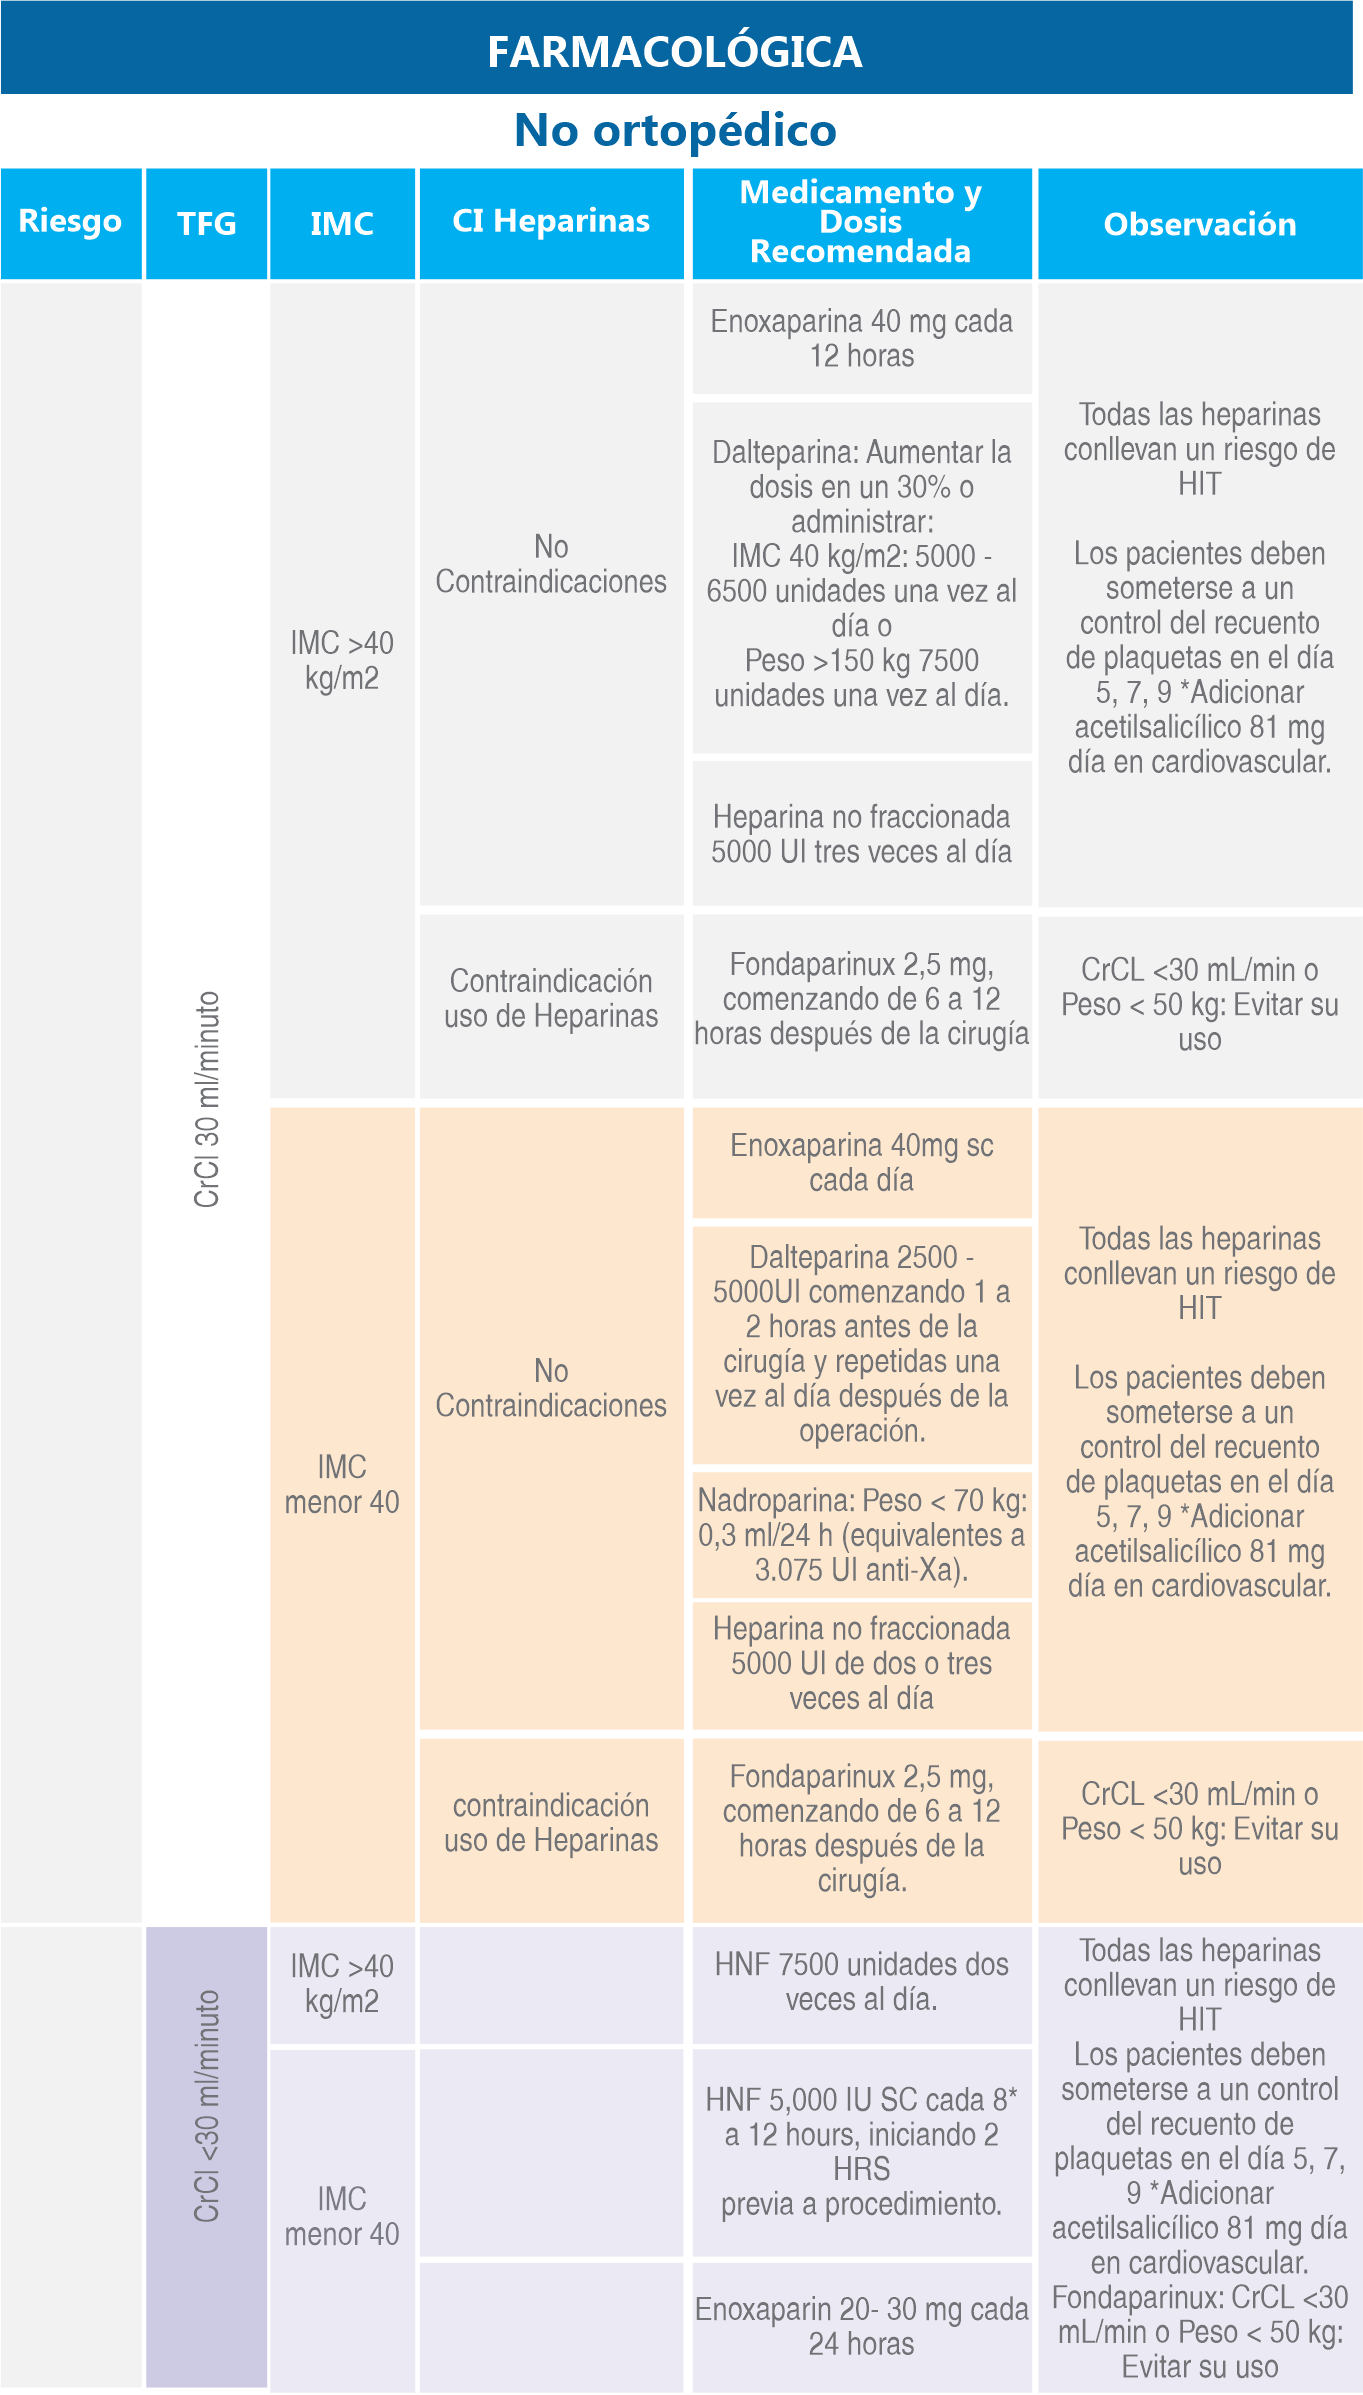 FARMACOLÓGICA
No ortopédico
Riesgo
TFG
IMC
CI Heparinas
Medicamento y
Dosis
Recomendada
Observación
CrCl 30 ml/minuto
IMC >40
kg/m2
No
Contraindicaciones
Enoxaparina 40 mg cada
12 horas
Dalteparina: Aumentar la
dosis en un 30% o
administrar:
IMC 40 kg/m2: 5000 -
6500 unidades una vez al
día o
Peso >150 kg 7500
unidades una vez al día.
Heparina no fraccionada
5000 UI tres veces al día
Todas las heparinas
conllevan un riesgo de
HIT
Los pacientes deben
someterse a un
control del recuento
de plaquetas en el día
5, 7, 9 *Adicionar
acetilsalicílico 81 mg
día en cardiovascular.
Contraindicación
uso de Heparinas
Fondaparinux 2,5 mg,
comenzando de 6 a 12
horas después de la cirugía
CrCL <30 mL/min o
Peso < 50 kg: Evitar su
uso
IMC
menor 40
No
Contraindicaciones
Enoxaparina 40mg sc
cada día
Dalteparina 2500 -
5000UI comenzando 1 a
2 horas antes de la
cirugía y repetidas una
vez al día después de la
operación.
Nadroparina: Peso < 70 kg:
0,3 ml/24 h (equivalentes a
3.075 UI anti-Xa).
Heparina no fraccionada
5000 UI de dos o tres
veces al día
Todas las heparinas
conllevan un riesgo de
HIT
Los pacientes deben
someterse a un
control del recuento
de plaquetas en el día
5, 7, 9 *Adicionar
acetilsalicílico 81 mg
día en cardiovascular.
contraindicación
uso de Heparinas
Fondaparinux 2,5 mg,
comenzando de 6 a 12
horas después de la
cirugía.
CrCL <30 mL/min o
Peso < 50 kg: Evitar su
uso
CrCl <30 ml/minuto
IMC >40
kg/m2
HNF 7500 unidades dos
veces al día.
IMC
menor 40
HNF 5,000 IU SC cada 8*
a 12 hours, iniciando 2
HRS
previa a procedimiento.
Enoxaparin 20- 30 mg cada
24 horas
Todas las heparinas
conllevan un riesgo de
HIT
Los pacientes deben
someterse a un control
del recuento de
plaquetas en el día 5, 7,
9 *Adicionar
acetilsalicílico 81 mg día
en cardiovascular.
Fondaparinux: CrCL <30
mL/min o Peso < 50 kg:
Evitar su uso